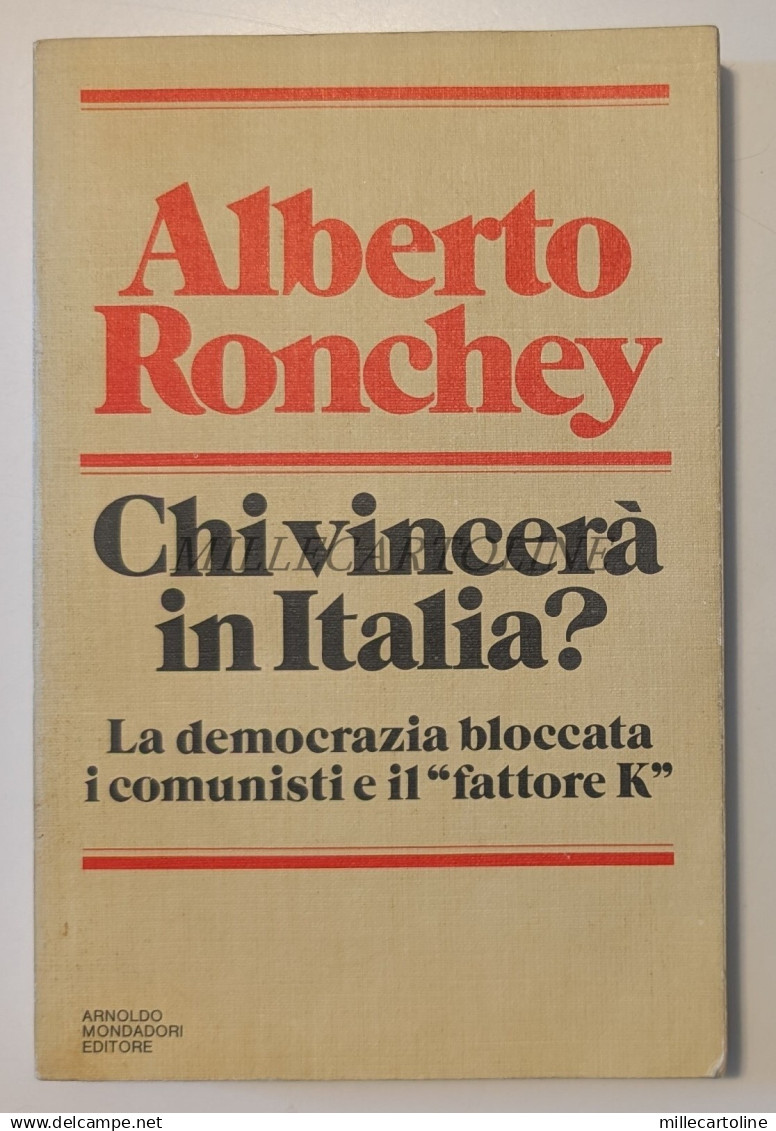 Alberto
Ronchey
Chi vincerà
MILLECARTOLINE
in Italia?
La democrazia bloccata
i comunisti e il “fattore K”
ARNOLDO
MONDADORI
EDITORE
delcampe.net
millecartoline